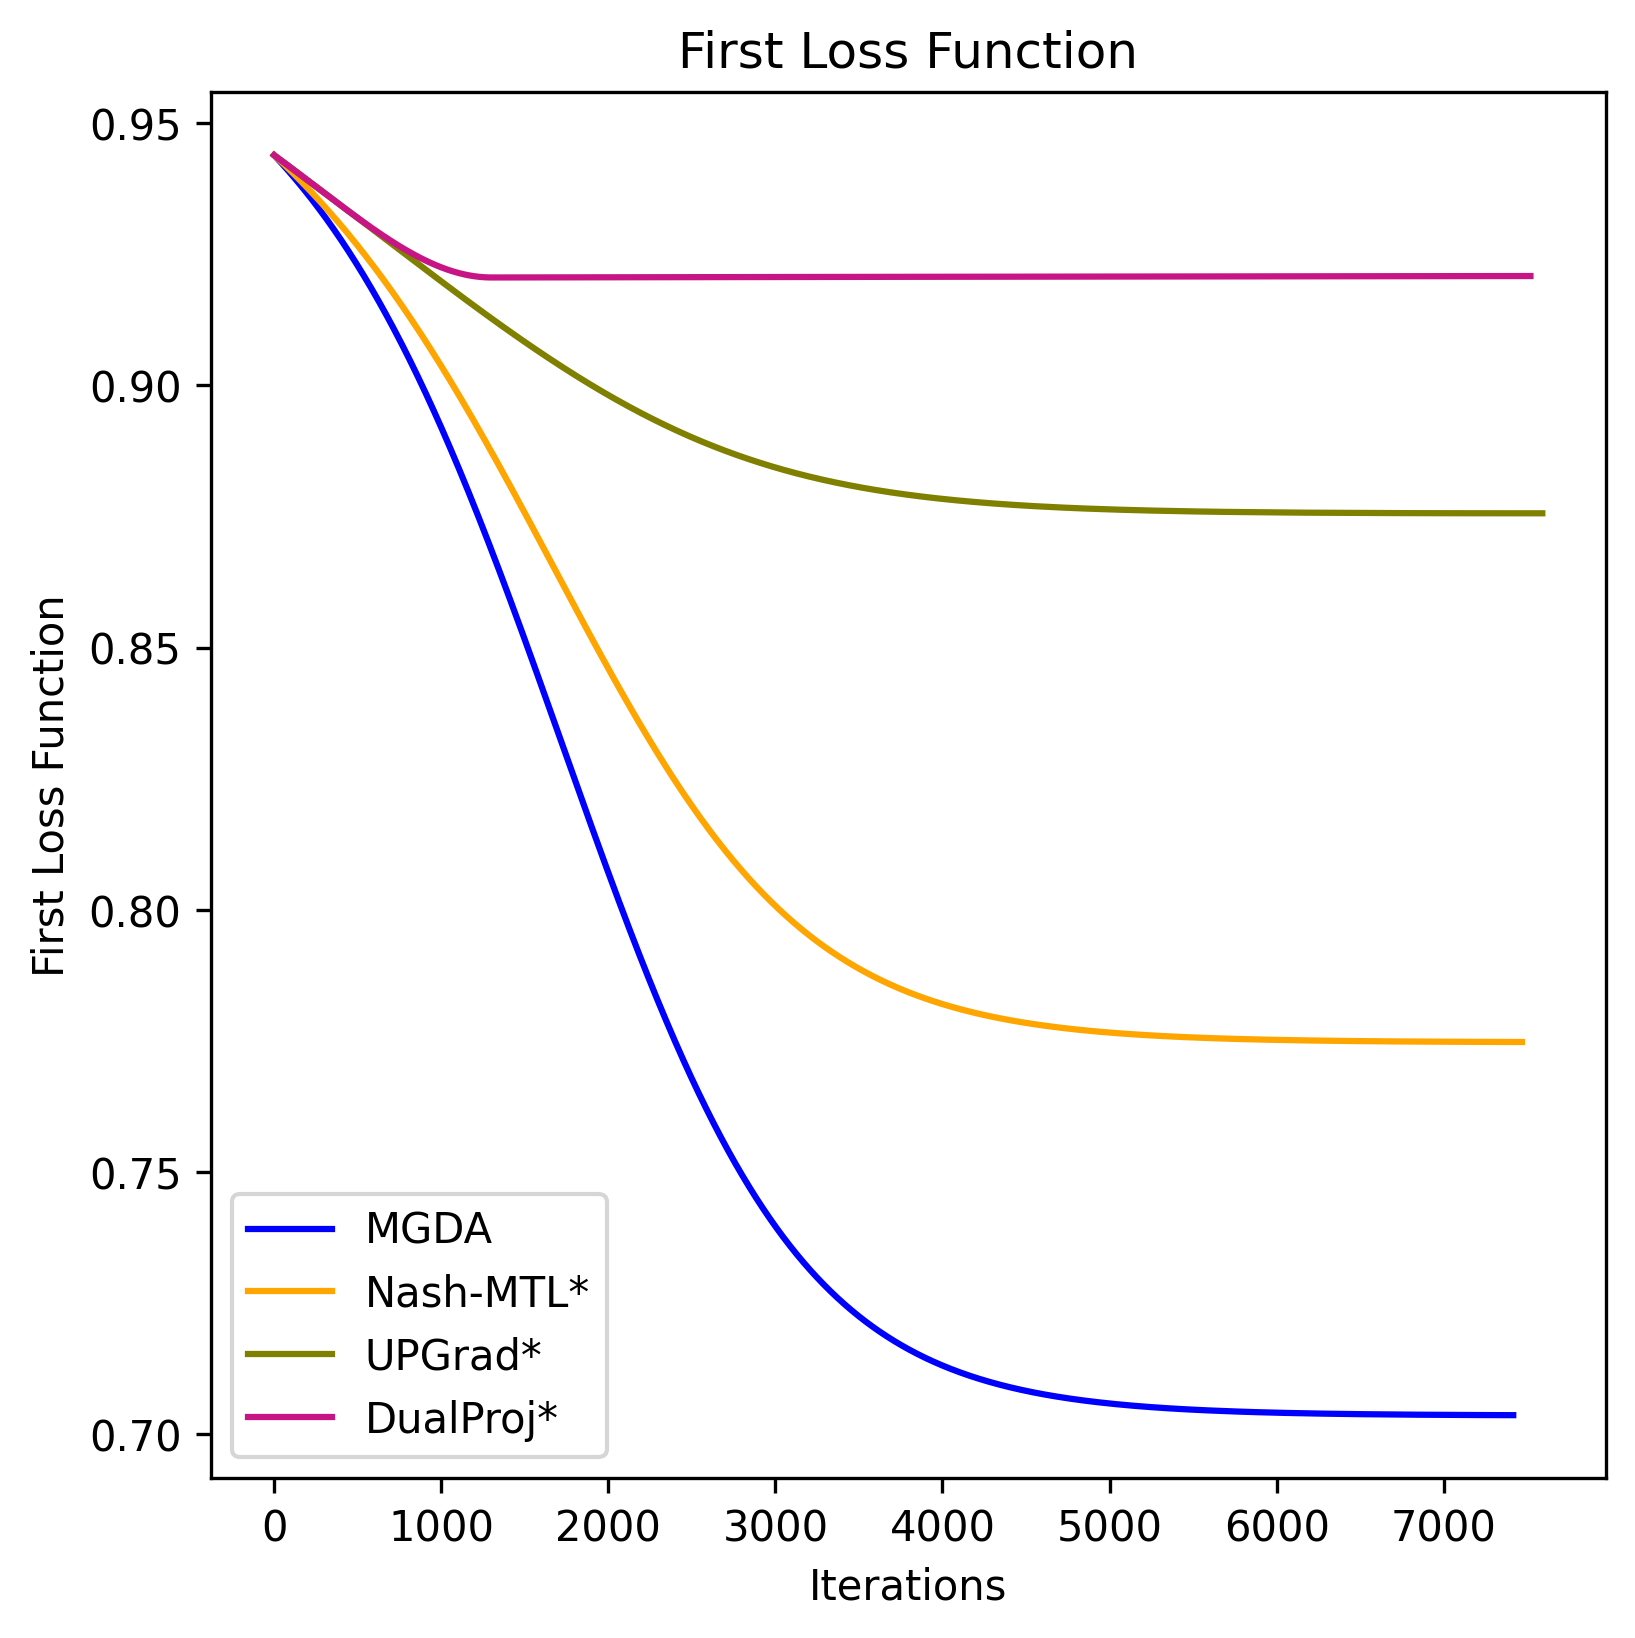 First Loss Function
0.95
0.90
0.85
0.80
0.75
0.70
First Loss Function
MGDA
Nash-MTL*
UPGrad*
DualProj*
0 1000 2000 3000 4000 5000 6000 7000
Iterations